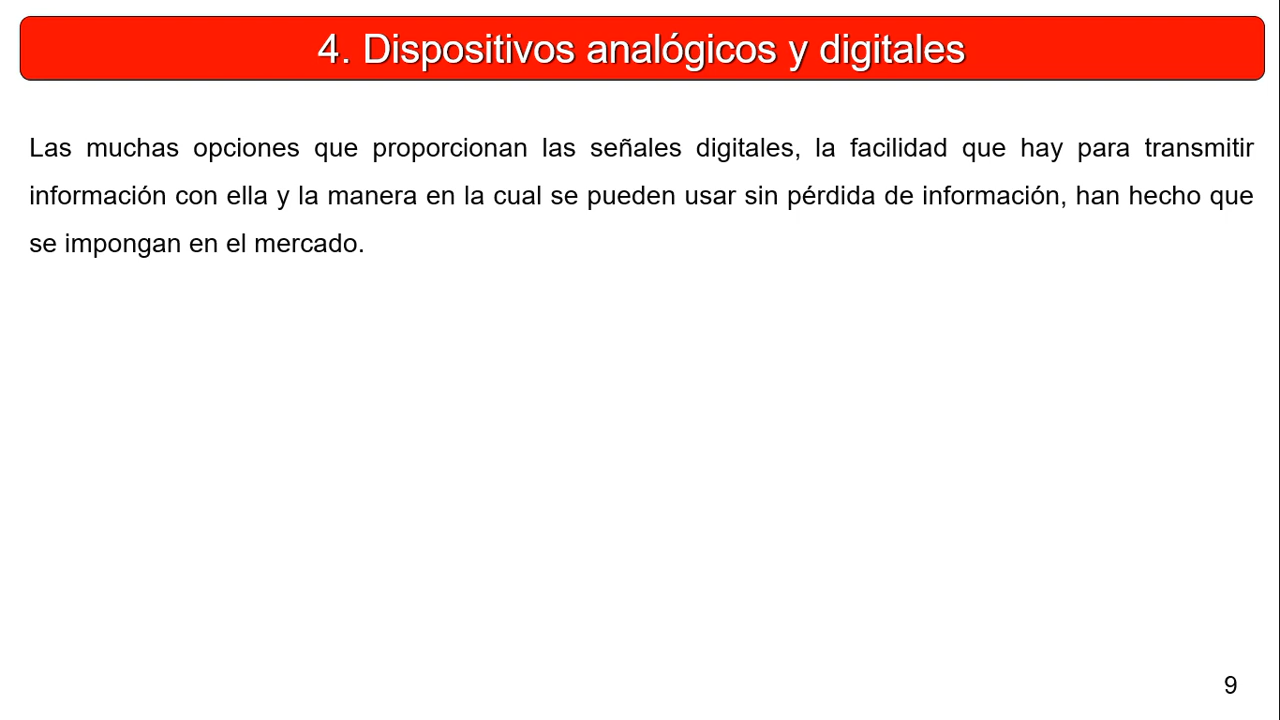 4. Dispositivos analógicos y digitales
Las muchas opciones que proporcionan las señales digitales, la facilidad que hay para transmitir
información con ella y la manera en la cual se pueden usar sin pérdida de información, han hecho que
se impongan en el mercado.
9